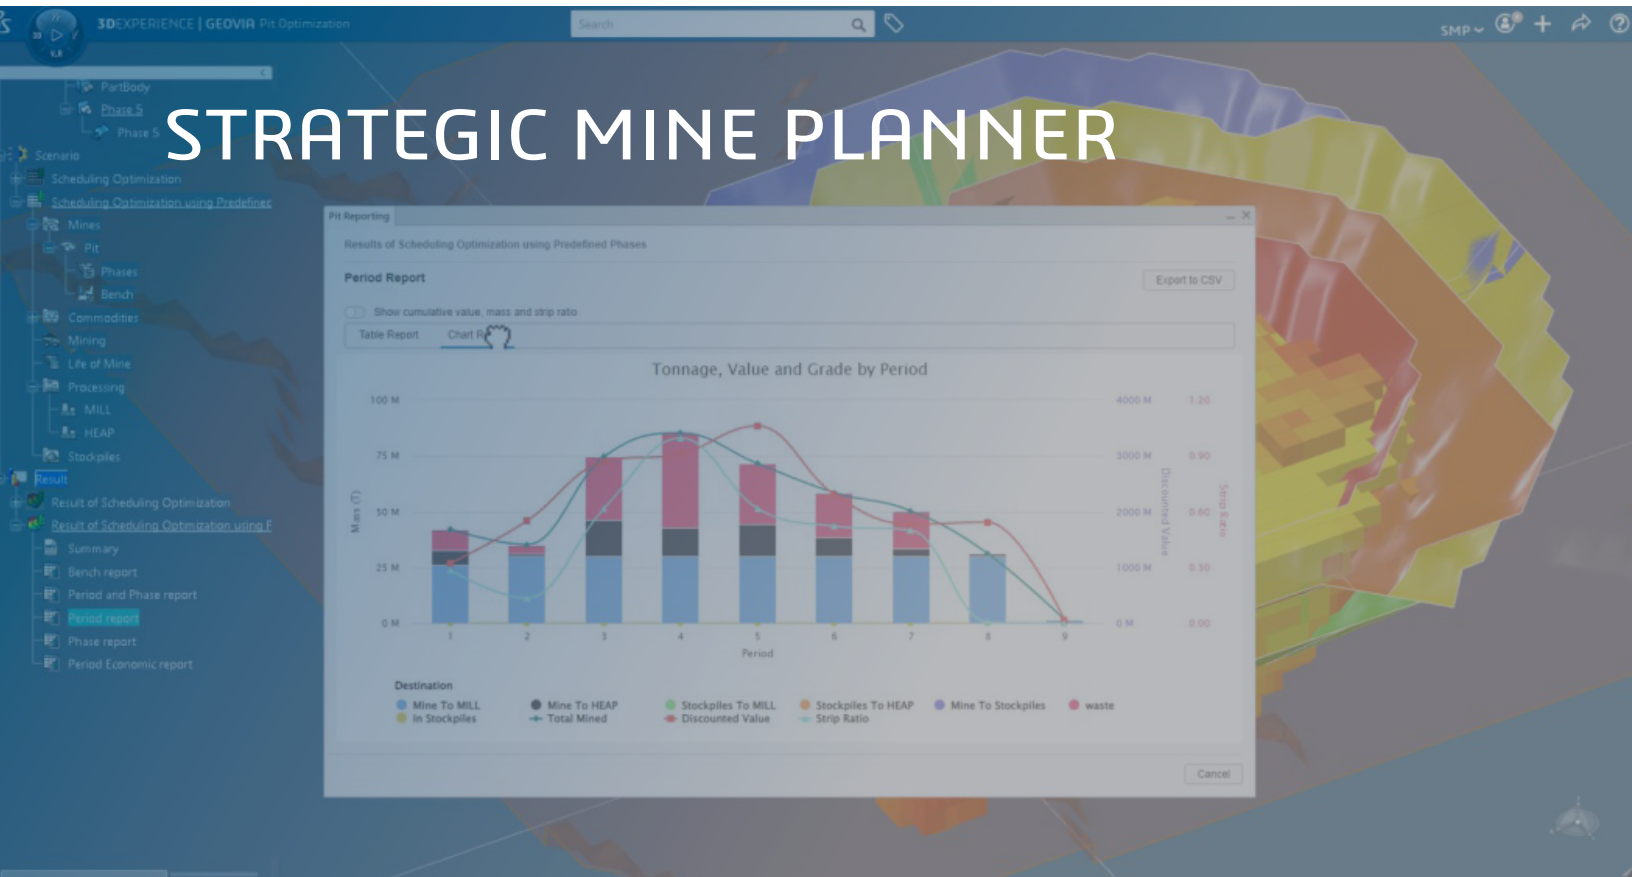 3DEXPERIENCE | GEOVIA Pit Optimization
Search
SMP
V.R
PartBody
Phase 5
Phase 5
STRATEGIC MINE PLANNER
Scenario
Scheduling Optimization
Scheduling Optimization using Predefinec
Mines
Pit
Phases
Bench
Commodities
Mining
Life of Mine
Processing
MILL
HEAP
Stockpiles
Result
Result of Scheduling Optimization
Result of Scheduling Optimization using F
Summary
Bench report
Period and Phase report
Period report
Phase report
Period Economic report
Pit Reporting
Results of Scheduling Optimization using Predefined Phases
Period Report
Export to CSV
Show cumulative value, mass and strip ratio
Table Report
Chart R
Tonnage, Value and Grade by Period
100 M
75 M
50 M
25 M
0 M
Mass (T)
4000 M
3000 M
2000 M
1000 M
0 M
Discounted Value
1.20
0.90
0.60
0.30
0.00
Strip Ratio
1 2 3 4 5 6 7 8 9
Period
Destination
Mine To MILL Mine To HEAP Stockpiles To MILL Stockpiles To HEAP Mine To Stockpiles waste
In Stockpiles Total Mined Discounted Value Strip Ratio
Cancel